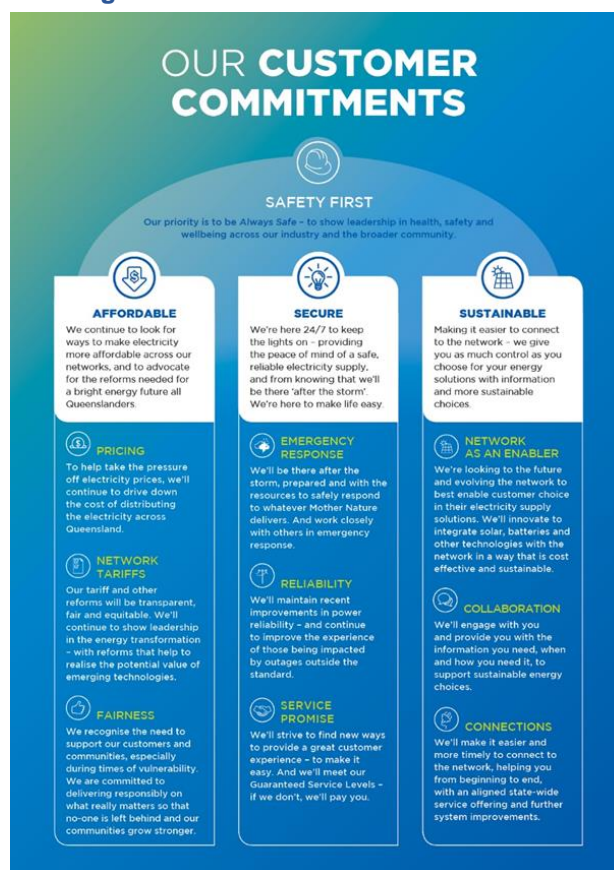 OUR CUSTOMER
COMMITMENTS
SAFETY FIRST
Our priority is to be Always Safe – to show leadership in health, safety and
wellbeing across our industry and the broader community.
AFFORDABLE
We continue to look for
ways to make electricity
more affordable across our
networks, and to advocate
for the reforms needed for
a bright energy future all
Queenslanders.
PRICING
To help take the pressure
off electricity prices, we'll
continue to drive down
the cost of distributing
the electricity across
Queensland.
NETWORK
TARIFFS
Our tariff and other
reforms will be transparent,
fair and equitable. We'll
continue to show leadership
in the energy transformation
– with reforms that help to
realise the potential value of
emerging technologies.
FAIRNESS
We recognise the need to
support our customers and
communities, especially
during times of vulnerability.
We are committed to
delivering responsibly on
what really matters so that
no-one is left behind and our
communities grow stronger.
SECURE
We're here 24/7 to keep
the lights on – providing
the peace of mind of a safe,
reliable electricity supply,
and from knowing that we'll
be there 'after the storm'.
We're here to make life easy.
EMERGENCY
RESPONSE
We'll be there after the
storm, prepared and with the
resources to safely respond
to whatever Mother Nature
delivers. And work closely
with others in emergency
response.
RELIABILITY
We'll maintain recent
improvements in power
reliability – and continue
to improve the experience
of those being impacted
by outages outside the
standard.
SERVICE
PROMISE
We'll strive to find new ways
to provide a great customer
experience – to make it
easy. And we'll meet our
Guaranteed Service Levels –
if we don't, we'll pay you.
SUSTAINABLE
Making it easier to connect
to the network – we give
you as much control as you
choose for your energy
solutions with information
and more sustainable
choices.
NETWORK
AS AN ENABLER
We're looking to the future
and evolving the network to
best enable customer choice
in their electricity supply
solutions. We'll innovate to
integrate solar, batteries and
other technologies with the
network in a way that is cost
effective and sustainable.
COLLABORATION
We'll engage with you
and provide you with the
information you need, when
and how you need it, to
support sustainable energy
choices.
CONNECTIONS
We'll make it easier and
more timely to connect to
the network, helping you
from beginning to end,
with an aligned state-wide
service offering and further
system improvements.